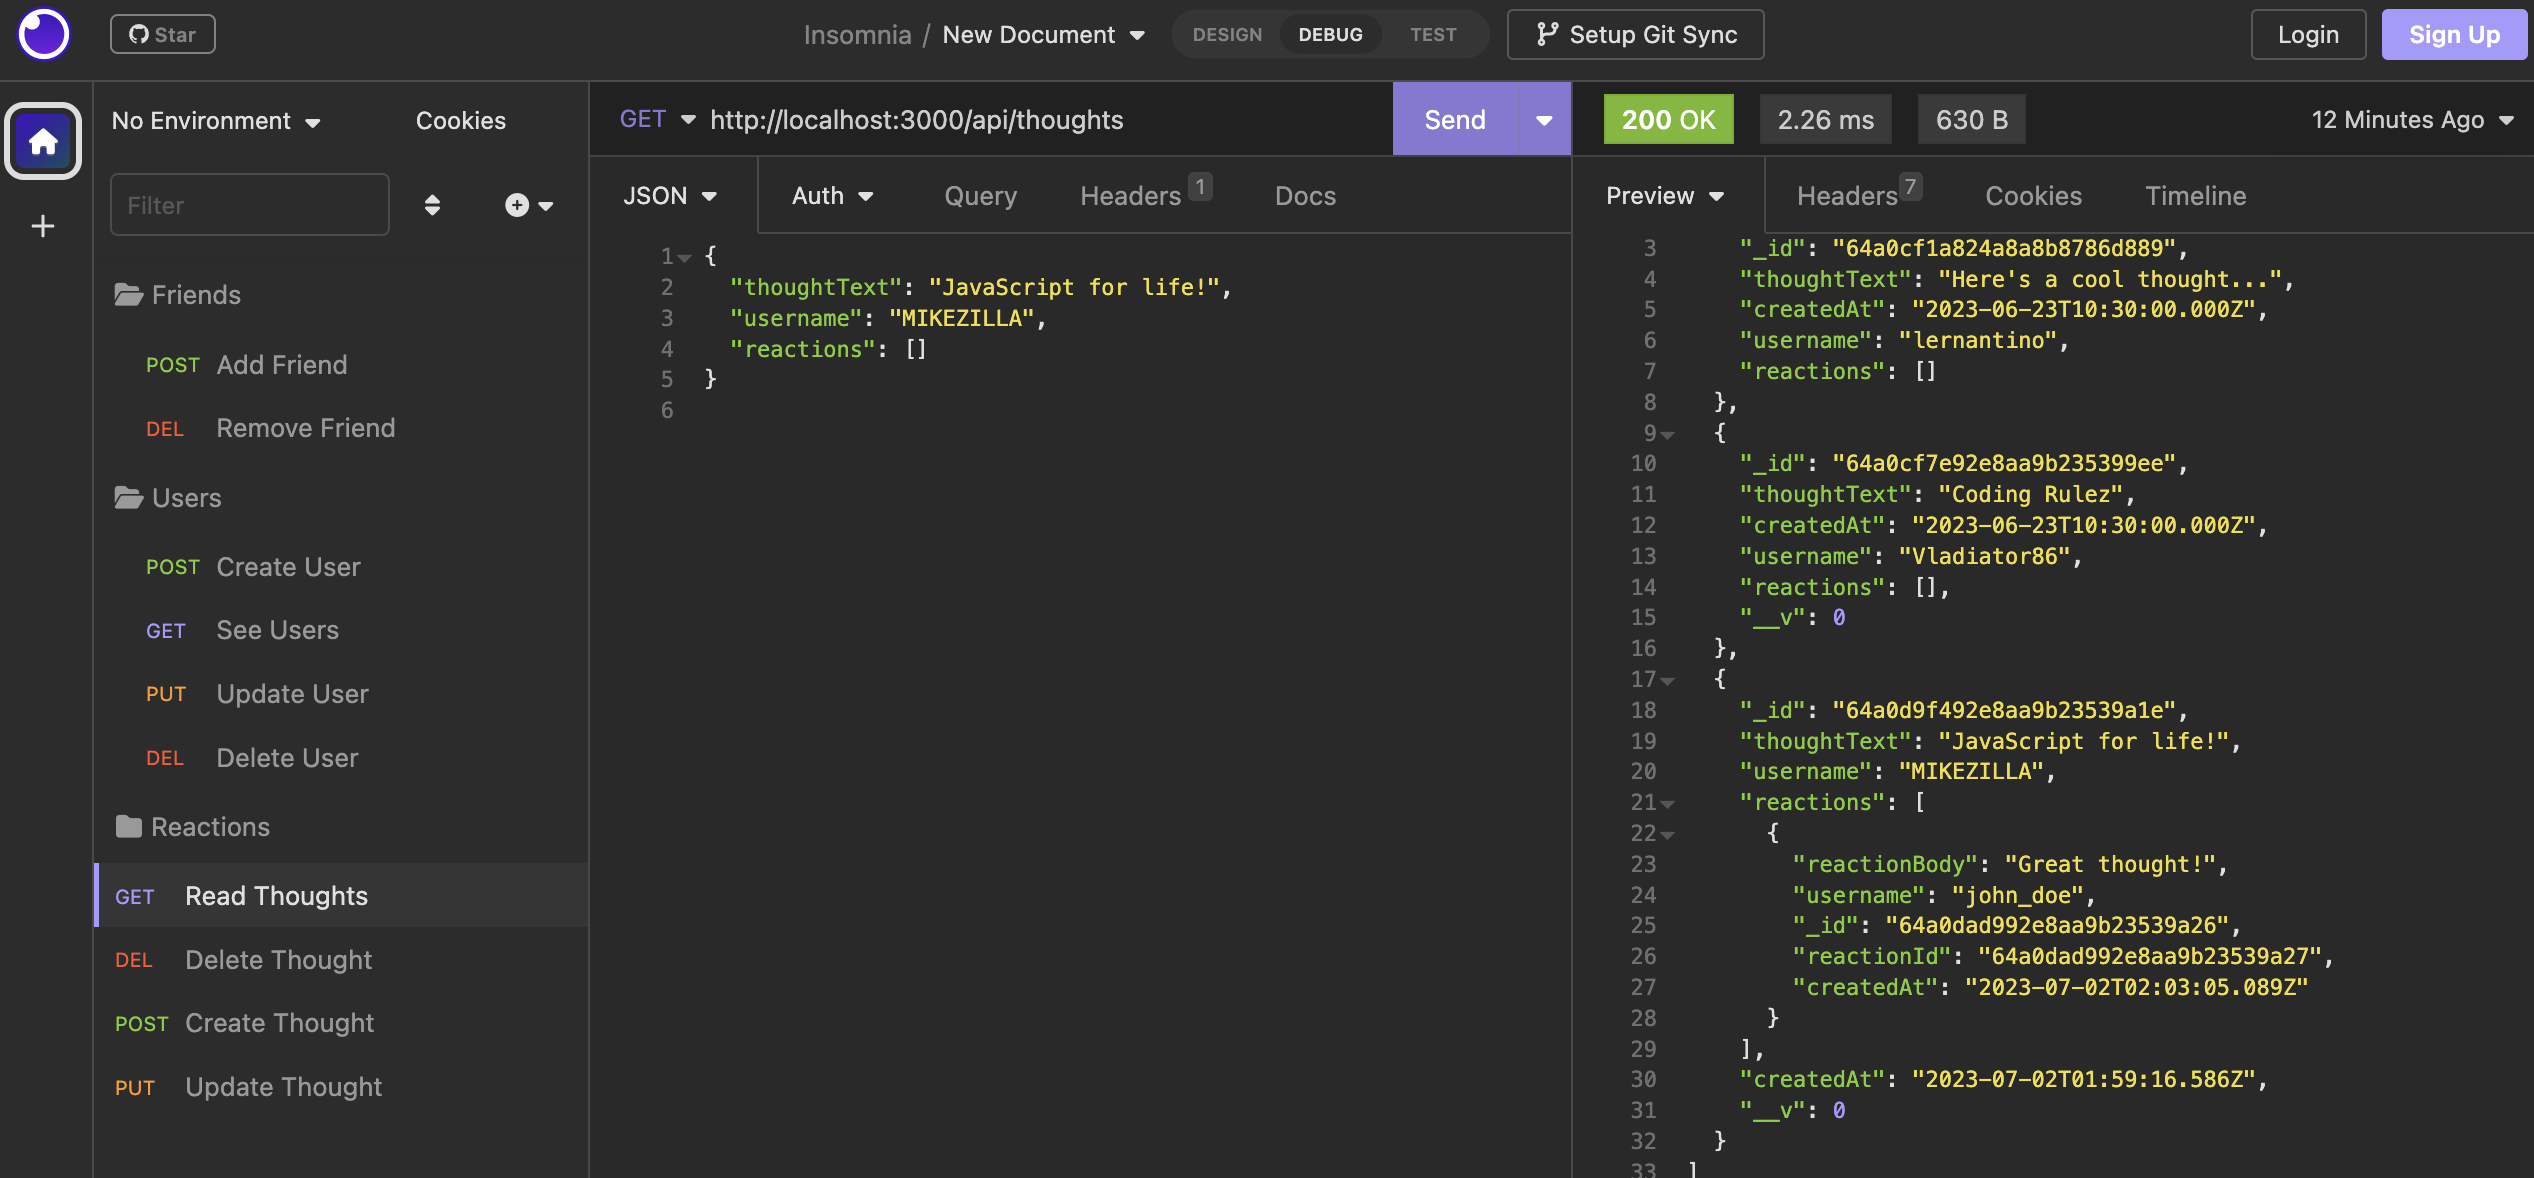 Star
Insomnia / New Document
DESIGN DEBUG TEST
Setup Git Sync
Login
Sign Up
No Environment
Cookies
Filter
Friends
POST Add Friend
DEL Remove Friend
Users
POST Create User
GET See Users
PUT Update User
DEL Delete User
Reactions
GET Read Thoughts
DEL Delete Thought
POST Create Thought
PUT Update Thought
GET http://localhost:3000/api/thoughts
Send
JSON Auth Query Headers 1 Docs
1 {
2 "thoughtText": "JavaScript for life!",
3 "username": "MIKEZILLA",
4 "reactions": []
5 }
6
200 OK 2.26 ms 630 B 12 Minutes Ago
Preview Headers 7 Cookies Timeline
3 "_id": "64a0cf1a824a8a8b8786d889",
4 "thoughtText": "Here's a cool thought...",
5 "createdAt": "2023-06-23T10:30:00.000Z",
6 "username": "lernantino",
7 "reactions": []
8 },
9 {
10 "_id": "64a0cf7e92e8aa9b235399ee",
11 "thoughtText": "Coding Rulez",
12 "createdAt": "2023-06-23T10:30:00.000Z",
13 "username": "Vladiator86",
14 "reactions": [],
15 "__v": 0
16 },
17 {
18 "_id": "64a0d9f492e8aa9b23539a1e",
19 "thoughtText": "JavaScript for life!",
20 "username": "MIKEZILLA",
21 "reactions": [
22 {
23 "reactionBody": "Great thought!",
24 "username": "john_doe",
25 "_id": "64a0dad992e8aa9b23539a26",
26 "reactionId": "64a0dad992e8aa9b23539a27",
27 "createdAt": "2023-07-02T02:03:05.089Z"
28 }
29 ],
30 "createdAt": "2023-07-02T01:59:16.586Z",
31 "__v": 0
32 }
33 ]